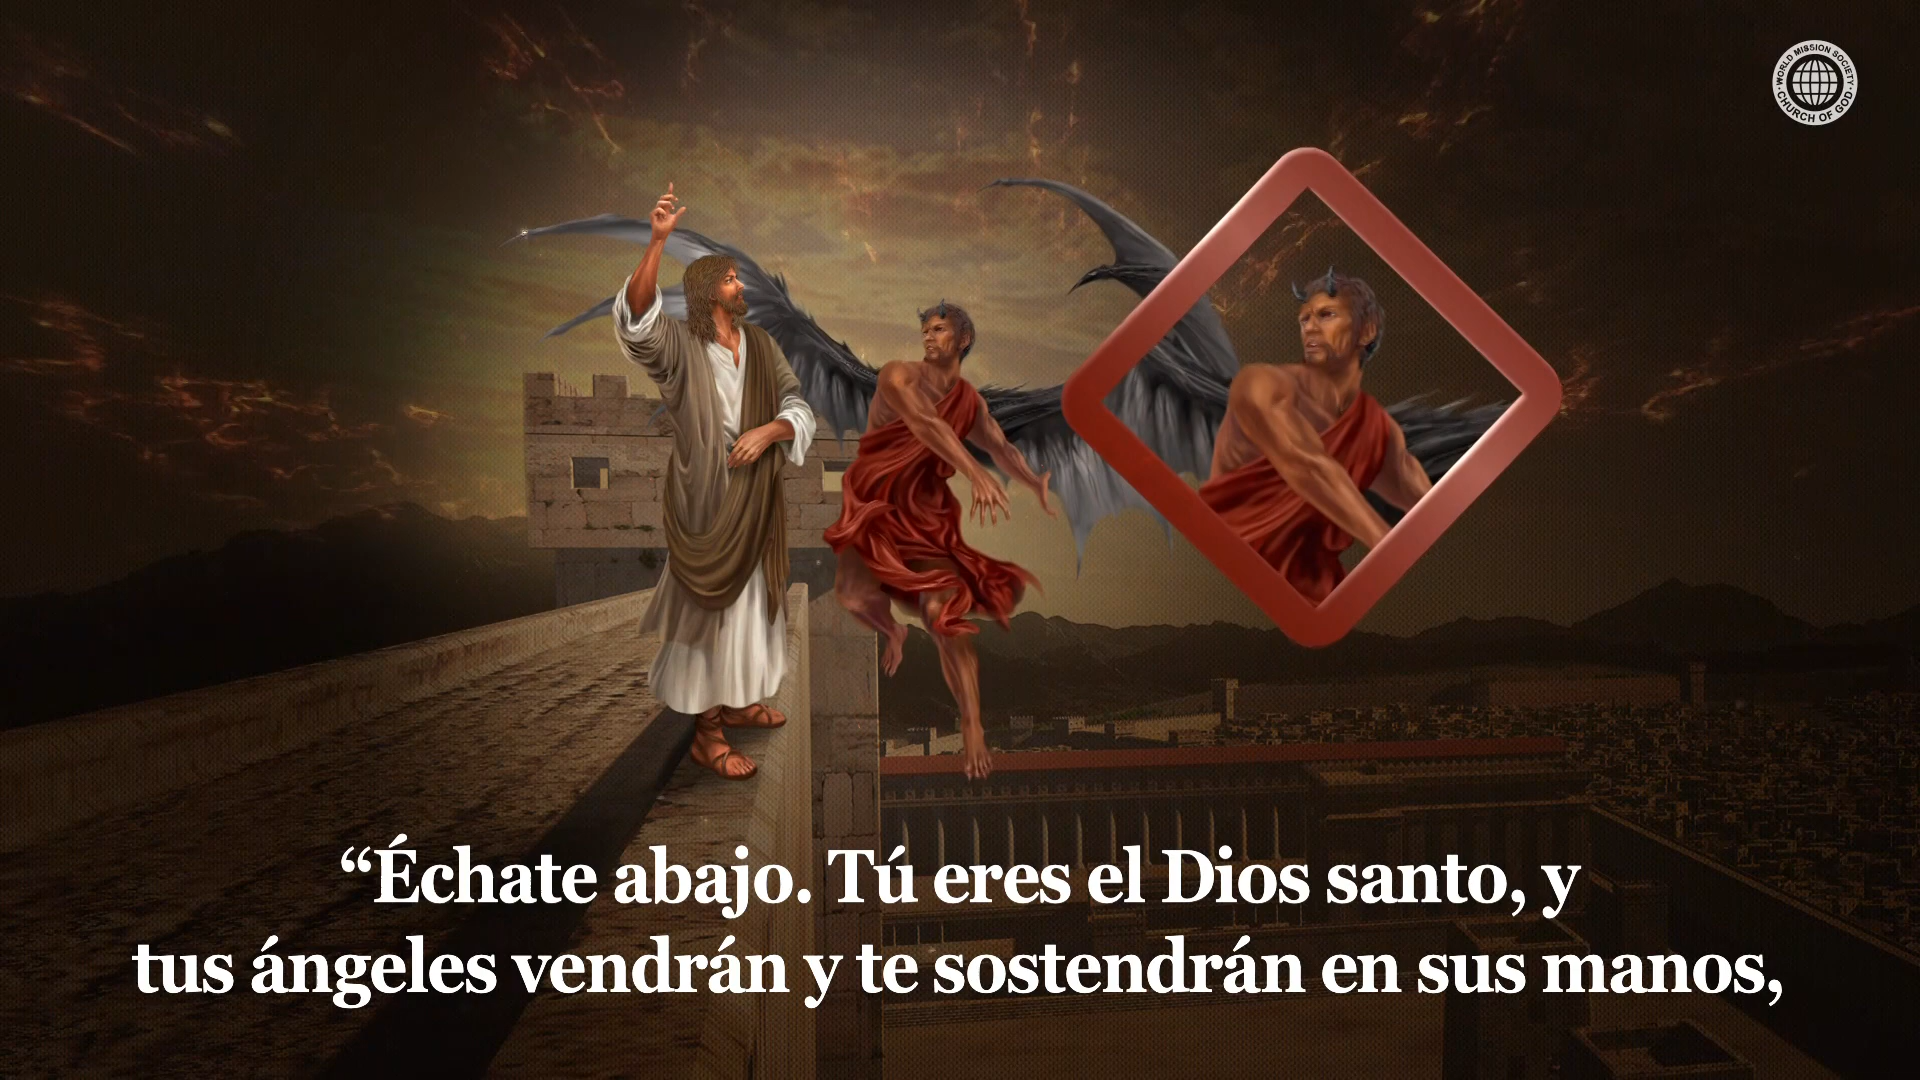 WORLD MISSION SOCIETY
CHURCH OF GOD
“Échate abajo. Tú eres el Dios santo, y
tus ángeles vendrán y te sostendrán en sus manos,